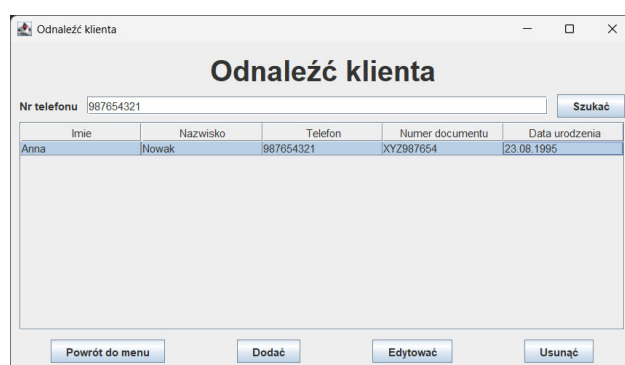 Odnaleźć klienta
Odnaleźć klienta
Nr telefonu 987654321 Szukać
Imie Nazwisko Telefon Numer documentu Data urodzenia
Anna Nowak 987654321 XYZ987654 23.08.1995
Powrót do menu Dodać Edytować Usunąć